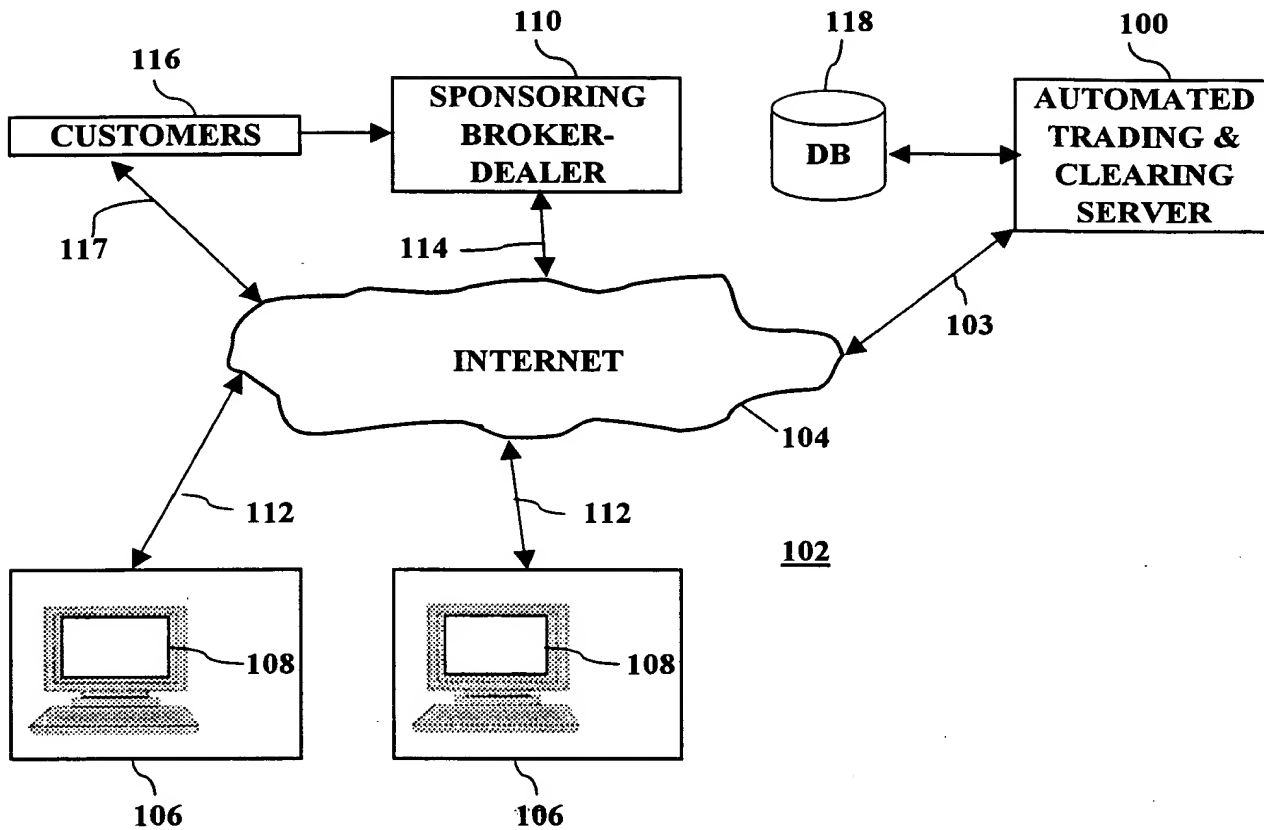 110
118
100
116
SPONSORING
BROKER-
DEALER
AUTOMATED
TRADING &
CLEARING
SERVER
CUSTOMERS
DB
117
114
103
INTERNET
104
112
112
102
108
108
106
106